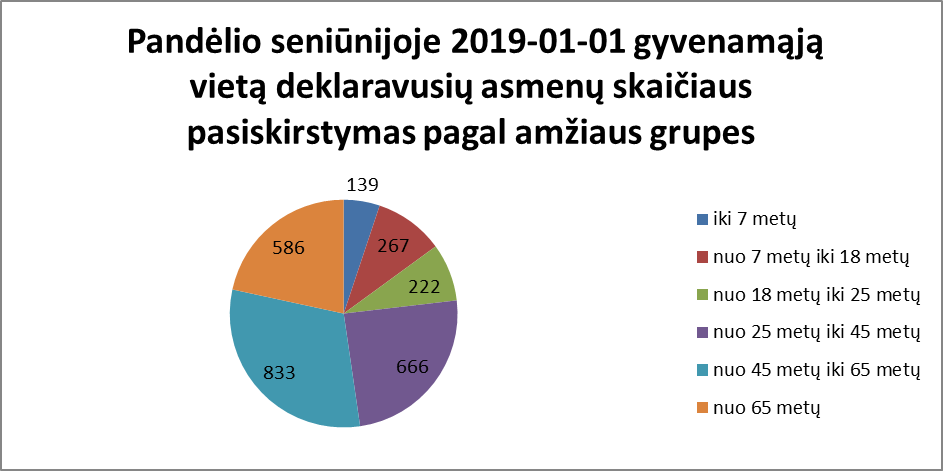 Pandėlio seniūnijoje 2019-01-01 gyvenamąją
vietą deklaravusių asmenų skaičiaus
pasiskirstymas pagal amžiaus grupes
139
267
222
666
833
586
iki 7 metų
nuo 7 metų iki 18 metų
nuo 18 metų iki 25 metų
nuo 25 metų iki 45 metų
nuo 45 metų iki 65 metų
nuo 65 metų